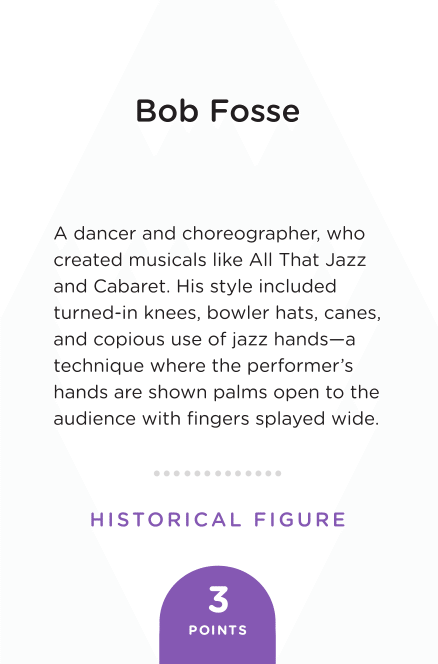 Bob Fosse
A dancer and choreographer, who
created musicals like All That Jazz
and Cabaret. His style included
turned-in knees, bowler hats, canes,
and copious use of jazz hands—a
technique where the performer’s
hands are shown palms open to the
audience with fingers splayed wide.
HISTORICAL FIGURE
3
POINTS